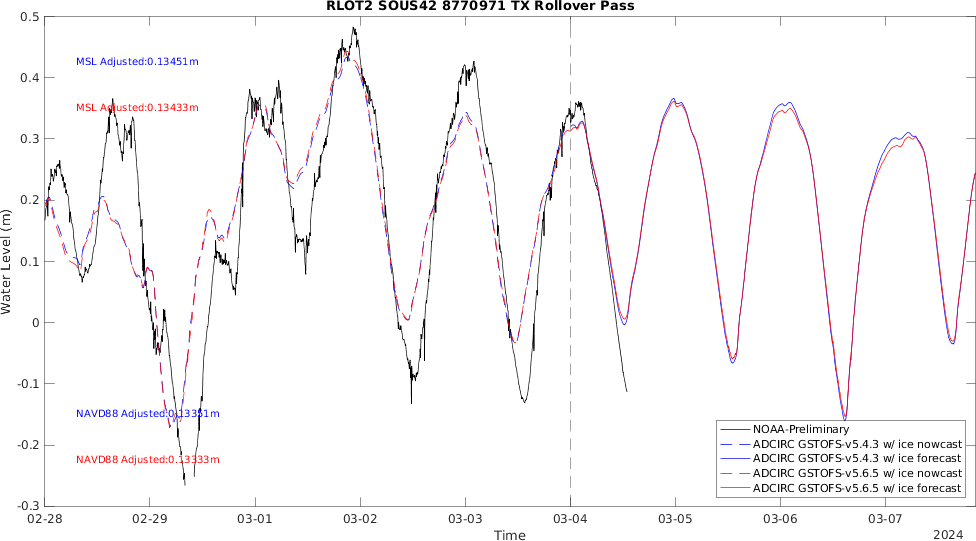 RLOT2 SOUS42 8770971 TX Rollover Pass
0.5
0.4
0.3
0.2
0.1
0
-0.1
-0.2
-0.3
Water Level (m)
MSL Adjusted:0.13451m
MSL Adjusted:0.13433m
NAVD88 Adjusted:0.13351m
NAVD88 Adjusted:0.13333m
NOAA-Preliminary
ADCIRC GSTOFS-v5.4.3 w/ ice nowcast
ADCIRC GSTOFS-v5.4.3 w/ ice forecast
ADCIRC GSTOFS-v5.6.5 w/ ice nowcast
ADCIRC GSTOFS-v5.6.5 w/ ice forecast
02-28 02-29 03-01 03-02 03-03 03-04 03-05 03-06 03-07
Time
2024